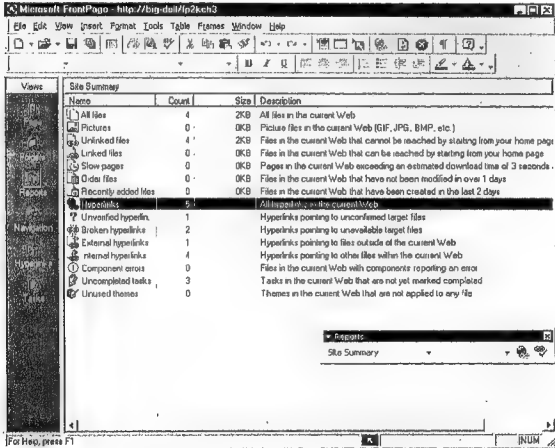 Microsoft FrontPage - http://big-doll/fp2kch3
File Edit View Insert Format Tools Table Frames Window Help
B I U A
Views
Site Summary
Name Count Size Description
All files 4 2KB All files in the current Web
Pictures 0 0KB Picture files in the current Web (GIF, JPG, BMP, etc.)
Unlinked files 4 2KB Files in the current Web that cannot be reached by starting from your home page
Linked files 0 0KB Files in the current Web that can be reached by starting from your home page
Slow pages 0 0KB Pages in the current Web exceeding an estimated download time of 3 seconds
Older files 0 0KB Files in the current Web that have not been modified in over 1 days
Recently added files 0 0KB Files in the current Web that have been created in the last 2 days
Hyperlinks 5 All hyperlinks in the current Web
Unverified hyperlin. 1 Hyperlinks pointing to unconfirmed target files
Broken hyperlinks 2 Hyperlinks pointing to unavailable target files
External hyperlinks 1 Hyperlinks pointing to files outside of the current Web
Internal hyperlinks 4 Hyperlinks pointing to other files within the current Web
Component errors 0 Files in the current Web with components reporting an error
Uncompleted tasks 3 Tasks in the current Web that are not yet marked completed
Unused themes 0 Themes in the current Web that are not applied to any file
Reports
Navigation
Hyperlinks
Tasks
Reports
Site Summary
For Help, press F1
NUM